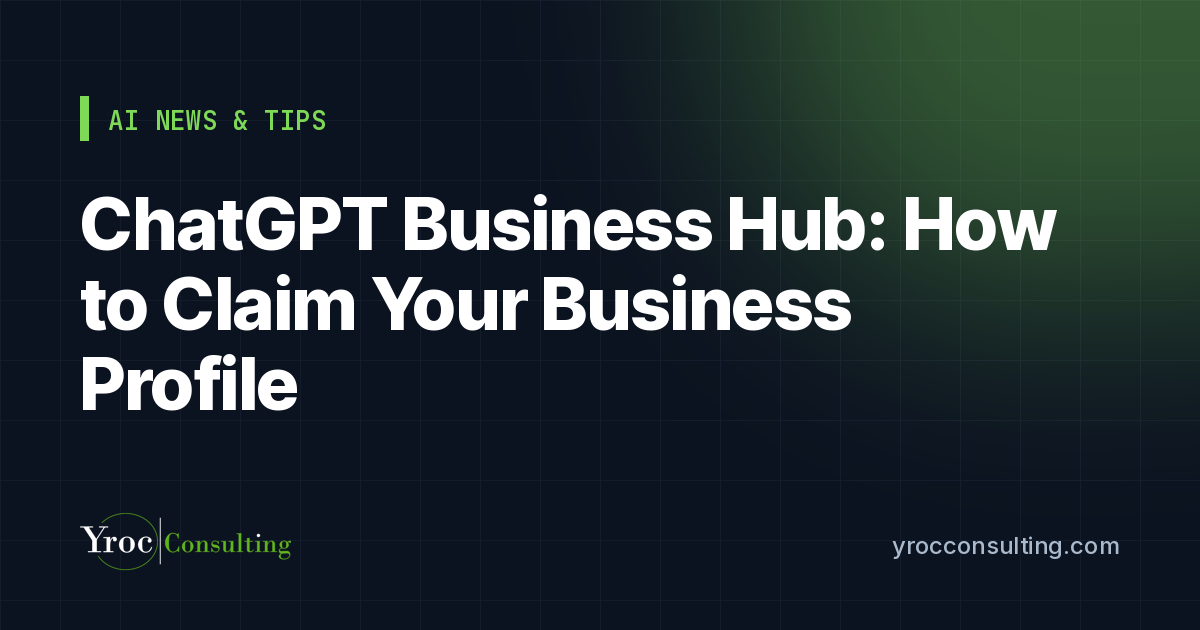 AI NEWS & TIPS
ChatGPT Business Hub: How
to Claim Your Business
Profile
Yroc Consulting
yrocconsulting.com